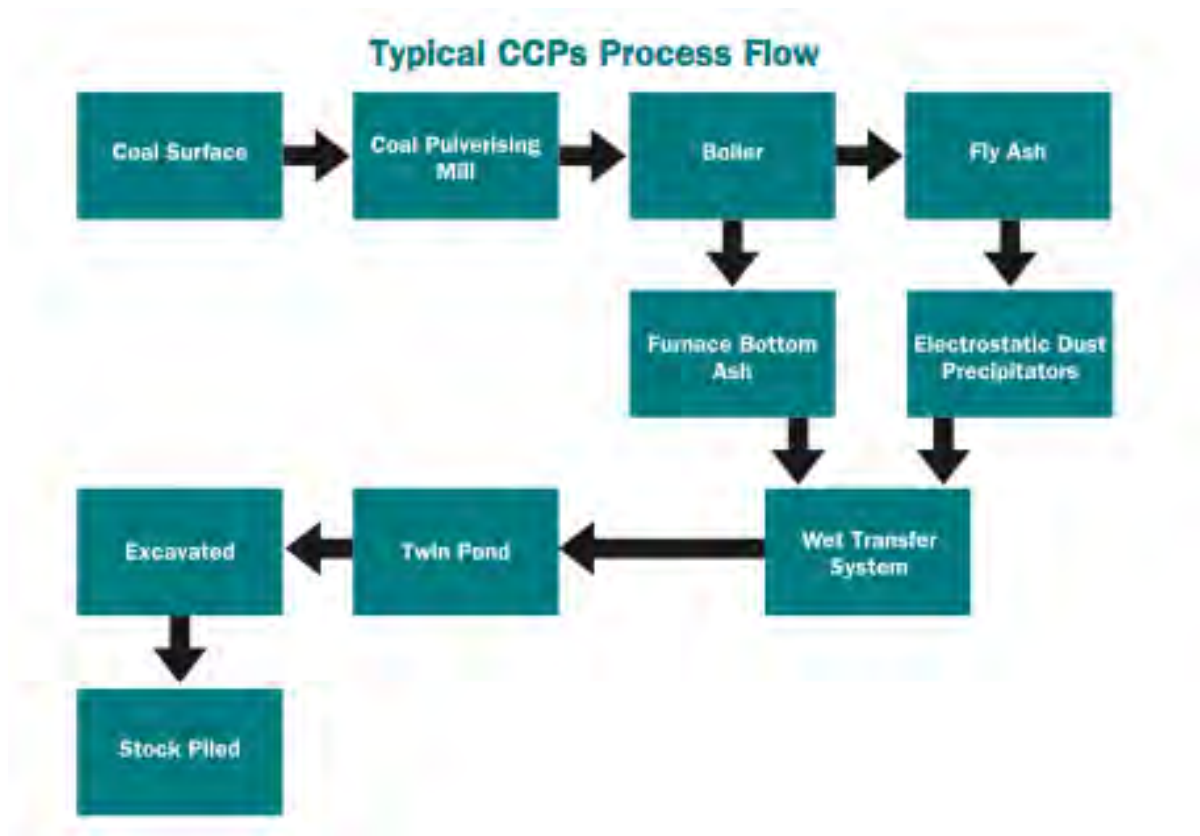 Typical CCPs Process Flow
Coal Surface
Coal Pulverising
Mill
Boiler
Fly Ash
Furnace Bottom
Ash
Electrostatic Dust
Precipitators
Excavated
Twin Pond
Wet Transfer
System
Stock Piled